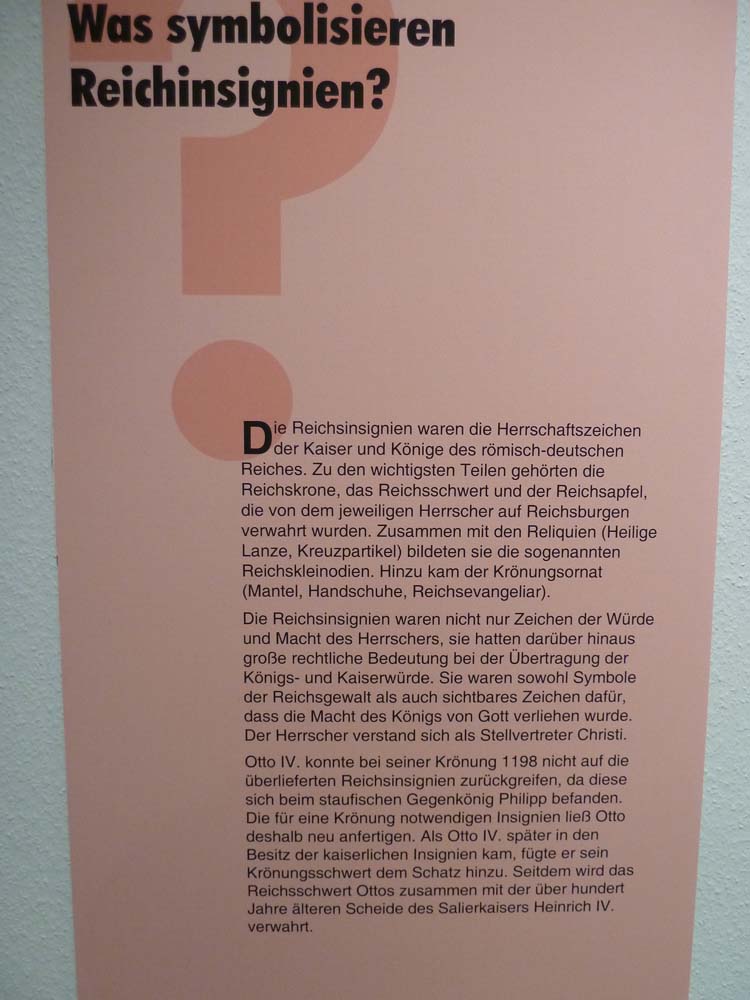 Was symbolisieren
Reichinsignien?
Die Reichsinsignien waren die Herrschaftszeichen
der Kaiser und Könige des römisch-deutschen
Reiches. Zu den wichtigsten Teilen gehörten die
Reichskrone, das Reichsschwert und der Reichsapfel,
die von dem jeweiligen Herrscher auf Reichsburgen
verwahrt wurden. Zusammen mit den Reliquien (Heilige
Lanze, Kreuzpartikel) bildeten sie die sogenannten
Reichskleinodien. Hinzu kam der Krönungsornat
(Mantel, Handschuhe, Reichsevangeliar).
Die Reichsinsignien waren nicht nur Zeichen der Würde
und Macht des Herrschers, sie hatten darüber hinaus
große rechtliche Bedeutung bei der Übertragung der
Königs- und Kaiserwürde. Sie waren sowohl Symbole
der Reichsgewalt als auch sichtbares Zeichen dafür,
dass die Macht des Königs von Gott verliehen wurde.
Der Herrscher verstand sich als Stellvertreter Christi.
Otto IV. konnte bei seiner Krönung 1198 nicht auf die
überlieferten Reichsinsignien zurückgreifen, da diese
sich beim staufischen Gegenkönig Philipp befanden.
Die für eine Krönung notwendigen Insignien ließ Otto
deshalb neu anfertigen. Als Otto IV. später in den
Besitz der kaiserlichen Insignien kam, fügte er sein
Krönungsschwert dem Schatz hinzu. Seitdem wird das
Reichsschwert Ottos zusammen mit der über hundert
Jahre älteren Scheide des Salierkaisers Heinrich IV.
verwahrt.